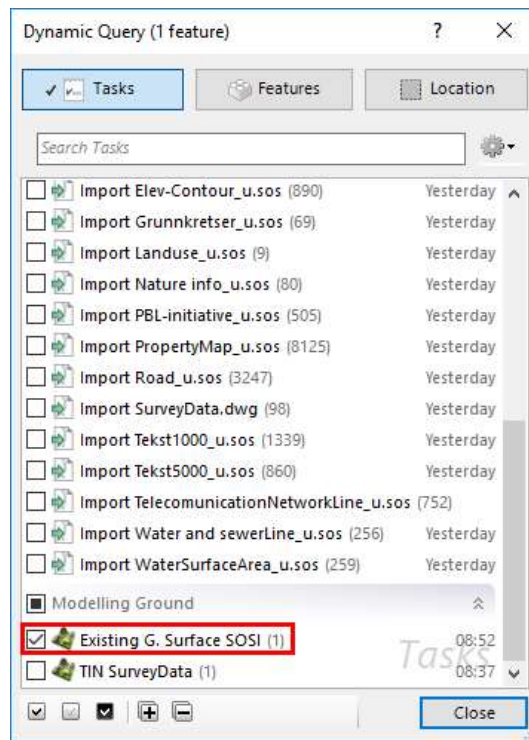 Dynamic Query (1 feature) ?
Tasks Features Location
Search Tasks
Import Elev-Contour_u.sos (890) Yesterday
Import Grunnkretser_u.sos (69) Yesterday
Import Landuse_u.sos (9) Yesterday
Import Nature info_u.sos (80) Yesterday
Import PBL-initiative_u.sos (505) Yesterday
Import PropertyMap_u.sos (8125) Yesterday
Import Road_u.sos (3247) Yesterday
Import SurveyData.dwg (98) Yesterday
Import Tekst1000_u.sos (1339) Yesterday
Import Tekst5000_u.sos (860) Yesterday
Import TelecomunicationNetworkLine_u.sos (752)
Import Water and sewerLine_u.sos (256) Yesterday
Import WaterSurfaceArea_u.sos (259) Yesterday
Modelling Ground
Existing G. Surface SOSI (1) 08:52
Tasks
TIN SurveyData (1) 08:37
Close